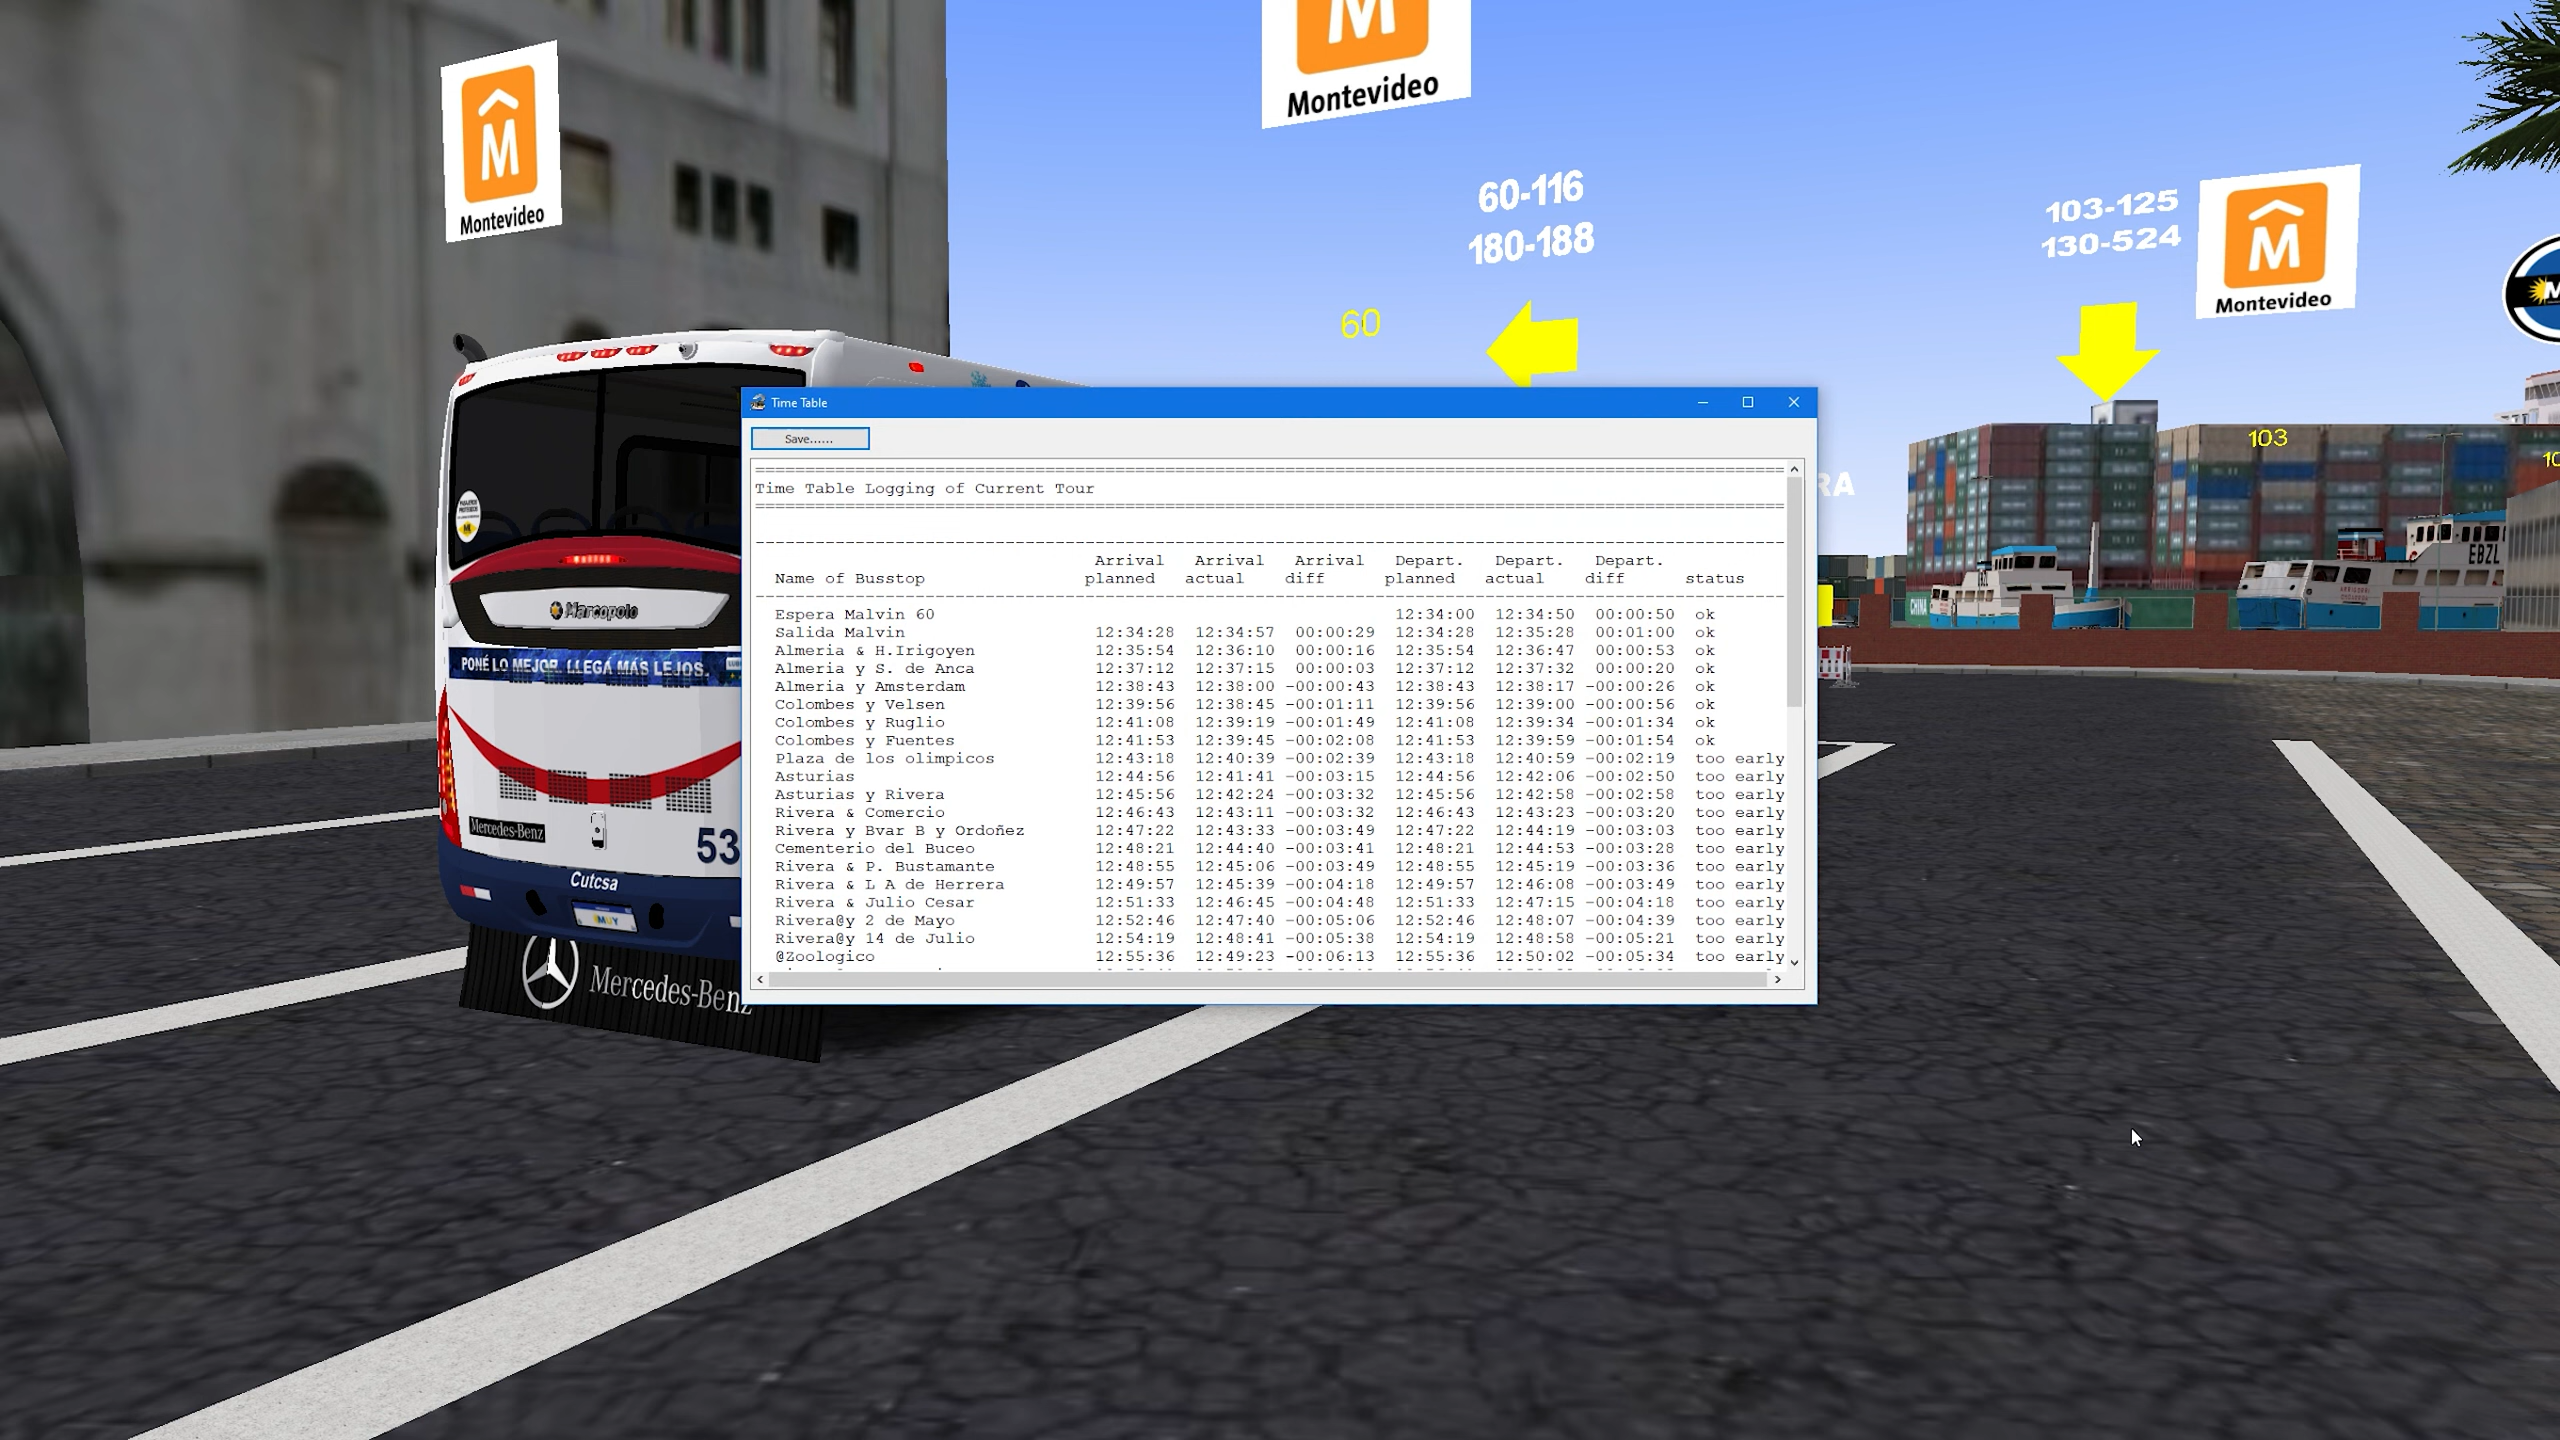 M
Montevideo
M
Montevideo
60-116
180-188
103-125
130-524
M
Montevideo
60
103
RA
EBZL
CHINA
Marcopolo
PONÉ LO MEJOR. LLEGÁ MÁS LEJOS.
Mercedes-Benz
53
Cutcsa
Mercedes-Benz
Time Table
Save......
Time Table Logging of Current Tour
Arrival Arrival Arrival Depart. Depart. Depart.
Name of Busstop planned actual diff planned actual diff status
Espera Malvin 60 12:34:00 12:34:50 00:00:50 ok
Salida Malvin 12:34:28 12:34:57 00:00:29 12:34:28 12:35:28 00:01:00 ok
Almeria & H.Irigoyen 12:35:54 12:36:10 00:00:16 12:35:54 12:36:47 00:00:53 ok
Almeria y S. de Anca 12:37:12 12:37:15 00:00:03 12:37:12 12:37:32 00:00:20 ok
Almeria y Amsterdam 12:38:43 12:38:00 -00:00:43 12:38:43 12:38:17 -00:00:26 ok
Colombes y Velsen 12:39:56 12:38:45 -00:01:11 12:39:56 12:39:00 -00:00:56 ok
Colombes y Ruglio 12:41:08 12:39:19 -00:01:49 12:41:08 12:39:34 -00:01:34 ok
Colombes y Fuentes 12:41:53 12:39:45 -00:02:08 12:41:53 12:39:59 -00:01:54 ok
Plaza de los olimpicos 12:43:18 12:40:39 -00:02:39 12:43:18 12:40:59 -00:02:19 too early
Asturias 12:44:56 12:41:41 -00:03:15 12:44:56 12:42:06 -00:02:50 too early
Asturias y Rivera 12:45:56 12:42:24 -00:03:32 12:45:56 12:42:58 -00:02:58 too early
Rivera & Comercio 12:46:43 12:43:11 -00:03:32 12:46:43 12:43:23 -00:03:20 too early
Rivera y Bvar B y Ordoñez 12:47:22 12:43:33 -00:03:49 12:47:22 12:44:19 -00:03:03 too early
Cementerio del Buceo 12:48:21 12:44:40 -00:03:41 12:48:21 12:44:53 -00:03:28 too early
Rivera & P. Bustamante 12:48:55 12:45:06 -00:03:49 12:48:55 12:45:19 -00:03:36 too early
Rivera & L A de Herrera 12:49:57 12:45:39 -00:04:18 12:49:57 12:46:08 -00:03:49 too early
Rivera & Julio Cesar 12:51:33 12:46:45 -00:04:48 12:51:33 12:47:15 -00:04:18 too early
Rivera@y 2 de Mayo 12:52:46 12:47:40 -00:05:06 12:52:46 12:48:07 -00:04:39 too early
Rivera@y 14 de Julio 12:54:19 12:48:41 -00:05:38 12:54:19 12:48:58 -00:05:21 too early
@Zoologico 12:55:36 12:49:23 -00:06:13 12:55:36 12:50:02 -00:05:34 too early